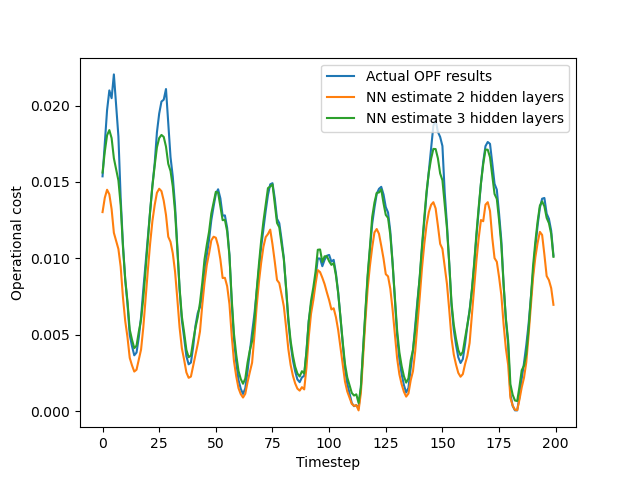 Actual OPF results
NN estimate 2 hidden layers
NN estimate 3 hidden layers
0.020
0.015
0.010
0.005
0.000
Operational cost
0 25 50 75 100 125 150 175 200
Timestep